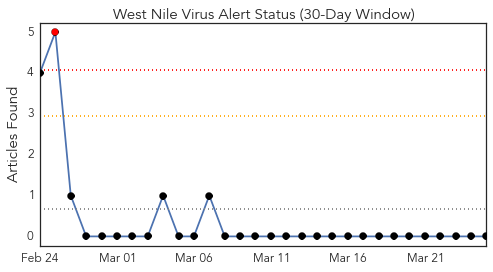 West Nile Virus Alert Status (30-Day Window)
Articles Found
5
4
3
2
1
0
Feb 24
Mar 01
Mar 06
Mar 11
Mar 16
Mar 21